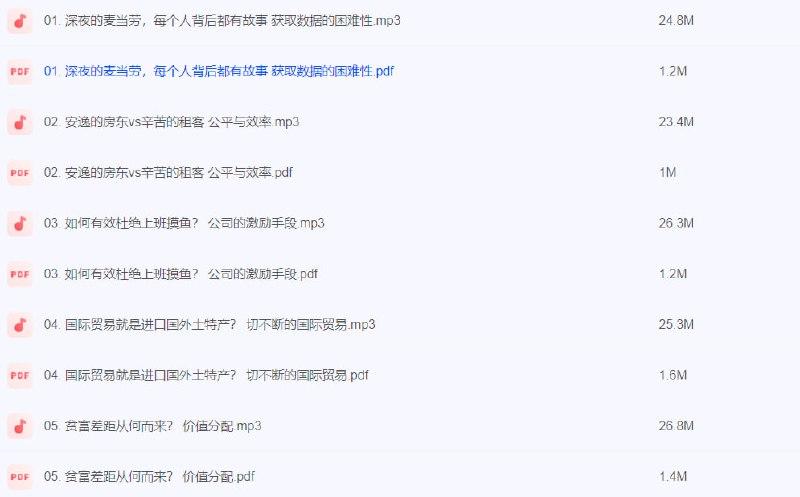 01. 深夜的麦当劳，每个人背后都有故事 获取数据的困难性.mp3 24.8M
PDF 01. 深夜的麦当劳，每个人背后都有故事 获取数据的困难性.pdf 1.2M
02. 安逸的房东vs辛苦的租客 公平与效率.mp3 23.4M
PDF 02. 安逸的房东vs辛苦的租客 公平与效率.pdf 1M
03. 如何有效杜绝上班摸鱼？ 公司的激励手段.mp3 26.3M
PDF 03. 如何有效杜绝上班摸鱼？ 公司的激励手段.pdf 1.2M
04. 国际贸易就是进口国外土特产？ 切不断的国际贸易.mp3 25.3M
PDF 04. 国际贸易就是进口国外土特产？ 切不断的国际贸易.pdf 1.6M
05. 贫富差距从何而来？ 价值分配.mp3 26.8M
PDF 05. 贫富差距从何而来？ 价值分配.pdf 1.4M